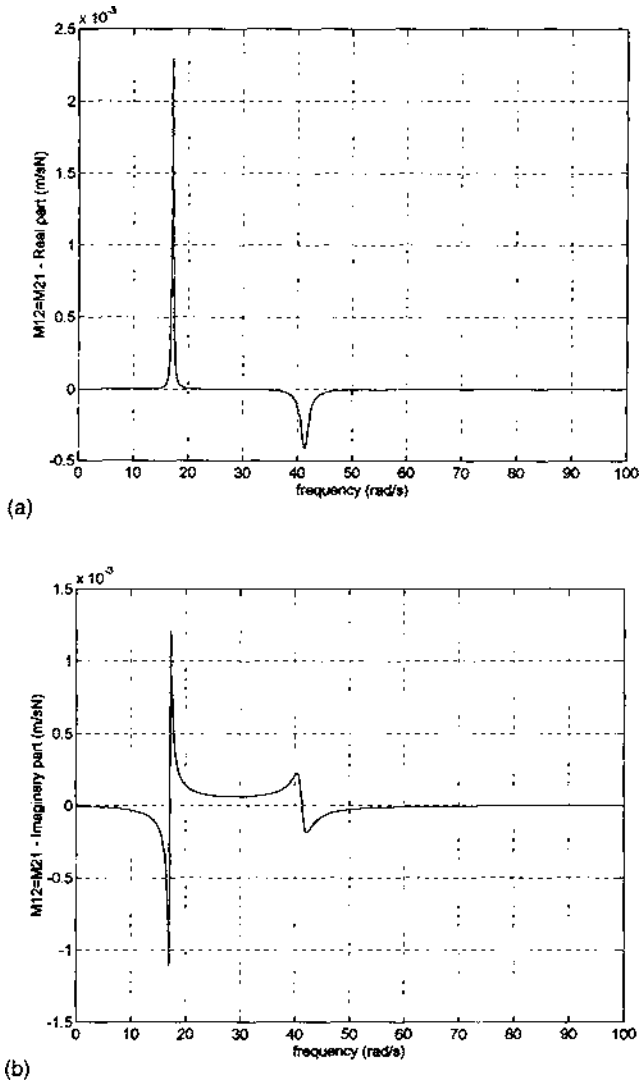 x 10⁻³
2.5
2
1.5
1
0.5
0
-0.5
M12=M21 - Real part (m/sN)
0 10 20 30 40 50 60 70 80 90 100
frequency (rad/s)
(a)
x 10⁻³
1.5
1
0.5
0
-0.5
-1
-1.5
M12=M21 - Imaginary part (m/sN)
0 10 20 30 40 50 60 70 80 90 100
frequency (rad/s)
(b)